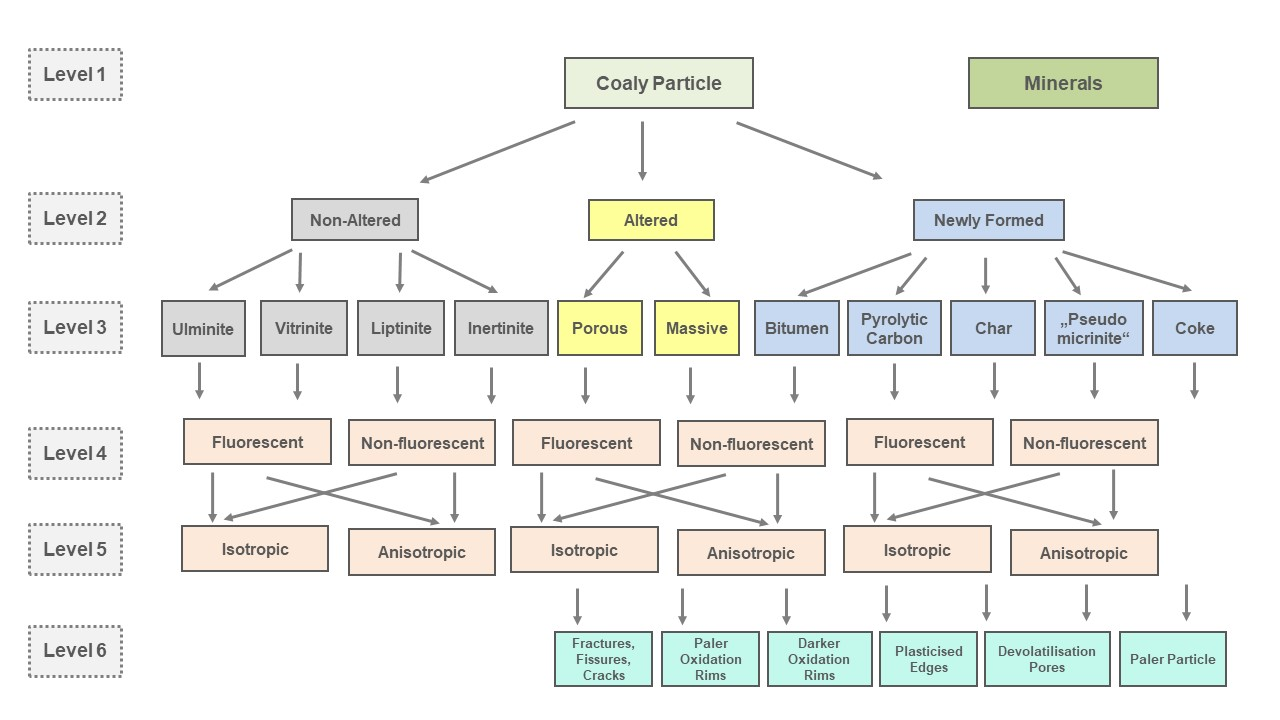 Level 1
Coaly Particle
Minerals
Level 2
Non-Altered
Altered
Newly Formed
Level 3
Ulminite
Vitrinite
Liptinite
Inertinite
Porous
Massive
Bitumen
Pyrolytic
Carbon
Char
„Pseudo
micrinite“
Coke
Level 4
Fluorescent
Non-fluorescent
Fluorescent
Non-fluorescent
Fluorescent
Non-fluorescent
Level 5
Isotropic
Anisotropic
Isotropic
Anisotropic
Isotropic
Anisotropic
Level 6
Fractures,
Fissures,
Cracks
Paler
Oxidation
Rims
Darker
Oxidation
Rims
Plasticised
Edges
Devolatilisation
Pores
Paler Particle